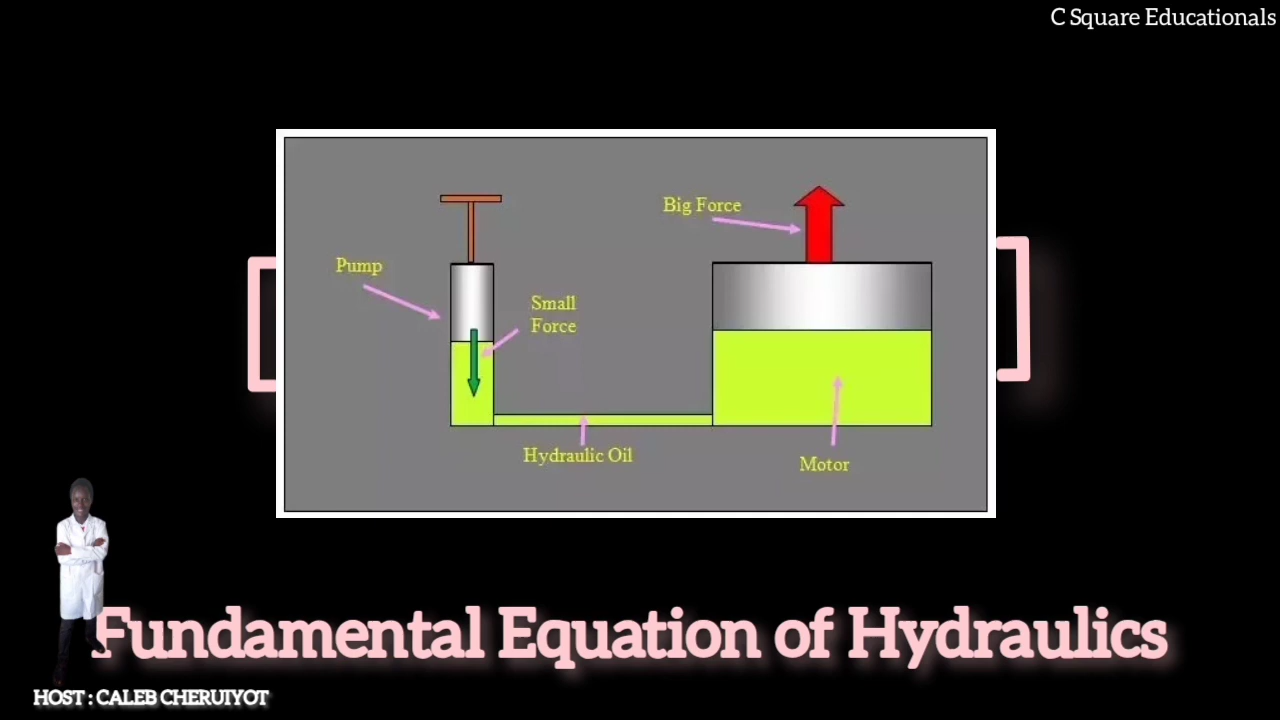 C Square Educationals
Big Force
Pump
Small
Force
Hydraulic Oil
Motor
Fundamental Equation of Hydraulics
HOST : CALEB CHERUIYOT